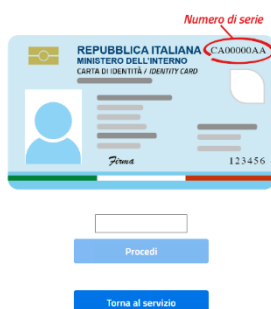 Numero di serie
REPUBBLICA ITALIANA CA00000AA
MINISTERO DELL'INTERNO
CARTA DI IDENTITÀ / IDENTITY CARD
Firma 123456
Procedi
Torna al servizio